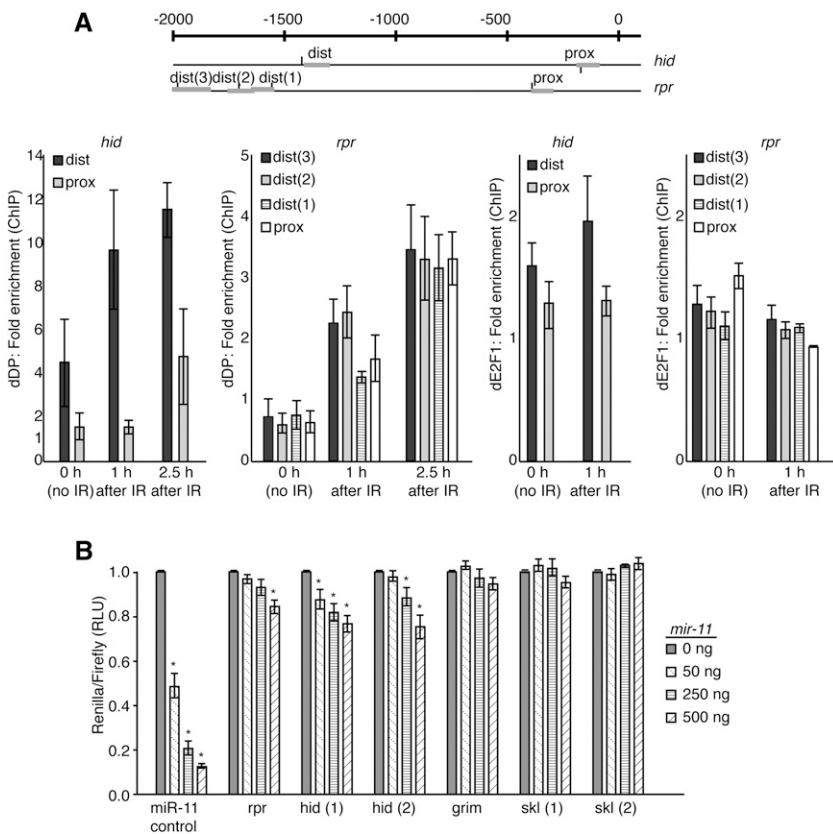 A
-2000 -1500 -1000 -500 0
dist prox hid
dist(3) dist(2) dist(1) prox rpr
hid
dDP: Fold enrichment (ChIP)
14
12
10
8
6
4
2
1
0
dist
prox
0 h 1 h 2.5 h
(no IR) after IR after IR
rpr
dDP: Fold enrichment (ChIP)
5
4
3
2
1
0
dist(3)
dist(2)
dist(1)
prox
0 h 1 h 2.5 h
(no IR) after IR after IR
hid
dE2F1: Fold enrichment (ChIP)
2
1
0
dist
prox
0 h 1 h
(no IR) after IR
rpr
dE2F1: Fold enrichment (ChIP)
2
1
0
dist(3)
dist(2)
dist(1)
prox
0 h 1 h
(no IR) after IR
B
Renilla/Firefly (RLU)
1.0
0.8
0.6
0.4
0.2
0.0
* * * * * * * * * *
miR-11 rpr hid (1) hid (2) grim skl (1) skl (2)
control
mir-11
0 ng
50 ng
250 ng
500 ng